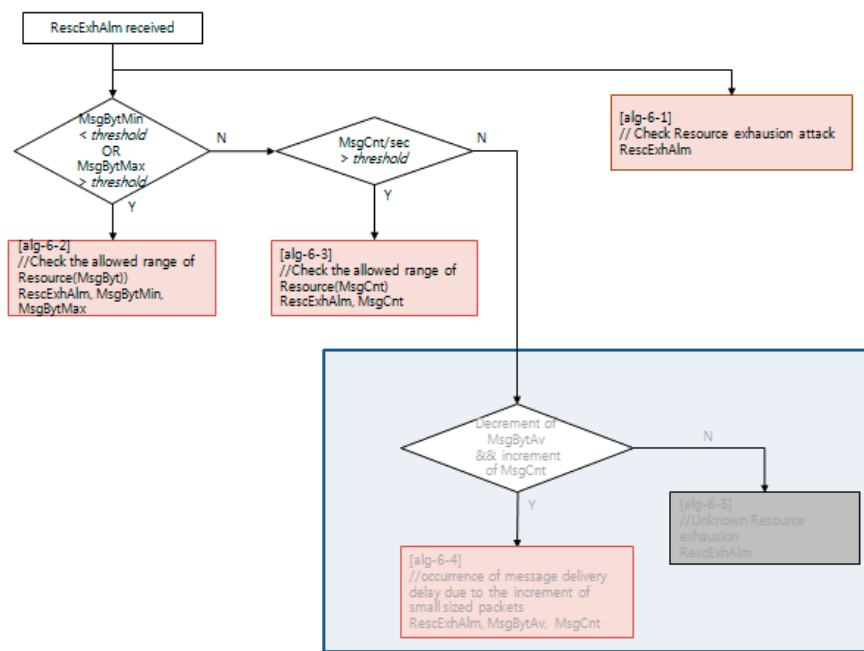 RescExhAlm received
MsgBytMin
< threshold
OR
MsgBytMax
> threshold
N
Y
MsgCnt/sec
> threshold
N
Y
[alg-6-1]
// Check Resource exhausion attack
RescExhAlm
[alg-6-2]
//Check the allowed range of
Resource(MsgByt))
RescExhAlm, MsgBytMin,
MsgBytMax
[alg-6-3]
//Check the allowed range of
Resource(MsgCnt)
RescExhAlm, MsgCnt
Decrement of
MsgBytAv
&& increment
of MsgCnt
N
Y
[alg-6-5]
//Unknown Resource
exhausion
RescExhAlm
[alg-6-4]
//occurrence of message delivery
delay due to the increment of
small sized packets
RescExhAlm, MsgBytAv, MsgCnt